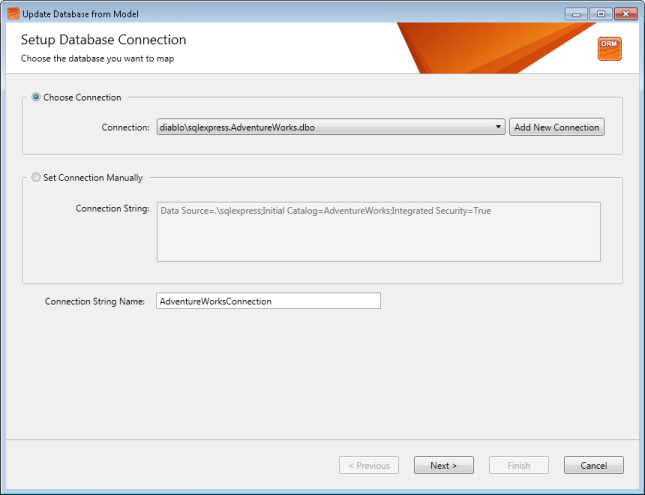 Update Database from Model
Setup Database Connection
Choose the database you want to map
ORM
Choose Connection
Connection: diablo\sqlexpress.AdventureWorks.dbo Add New Connection
Set Connection Manually
Connection String: Data Source=.\sqlexpress;Initial Catalog=AdventureWorks;Integrated Security=True
Connection String Name: AdventureWorksConnection
< Previous Next > Finish Cancel